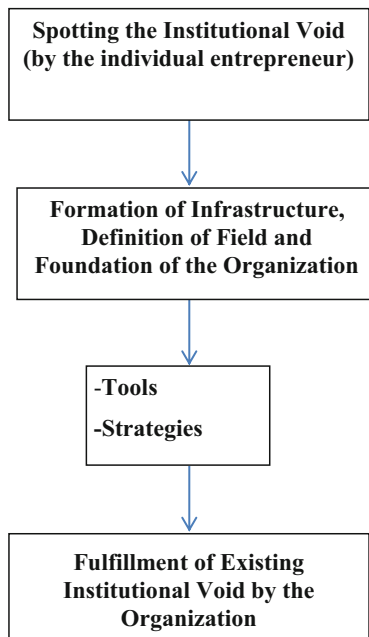 Spotting the Institutional Void
(by the individual entrepreneur)
Formation of Infrastructure,
Definition of Field and
Foundation of the Organization
-Tools
-Strategies
Fulfillment of Existing
Institutional Void by the
Organization